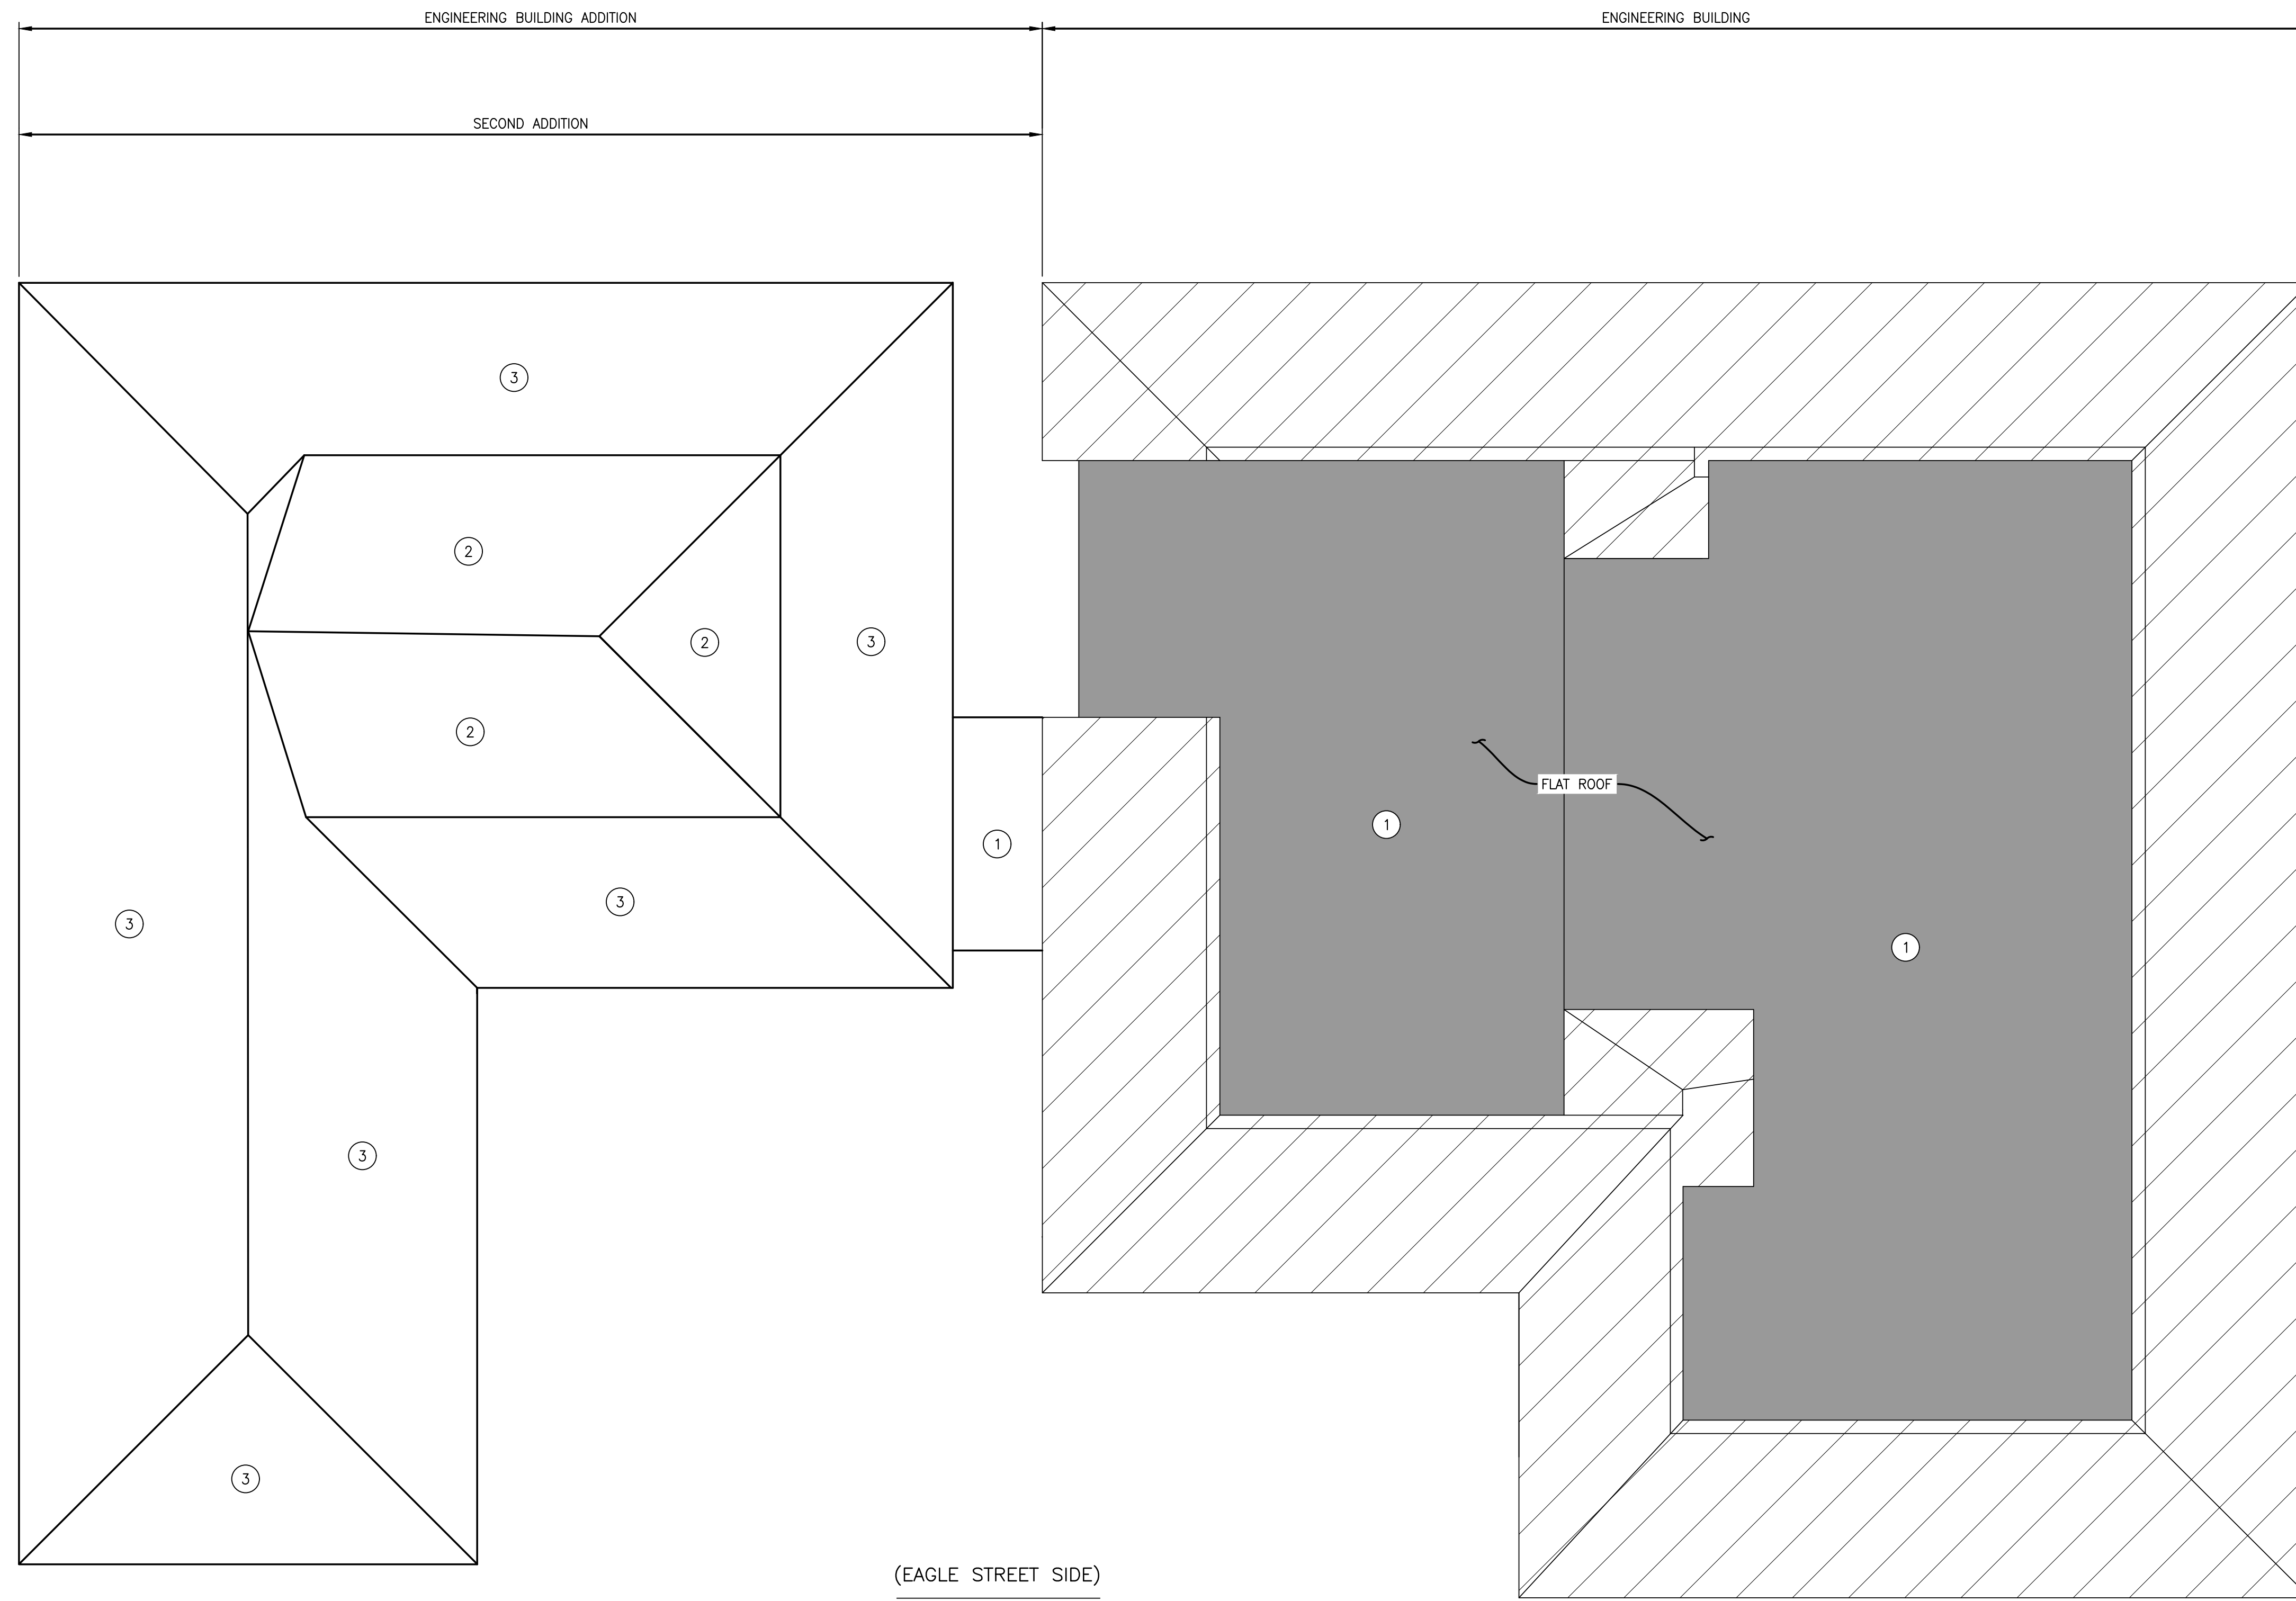 ENGINEERING BUILDING ADDITION
ENGINEERING BUILDING
SECOND ADDITION
3
2
2
3
2
1
FLAT ROOF
1
3
3
1
3
3
(EAGLE STREET SIDE)